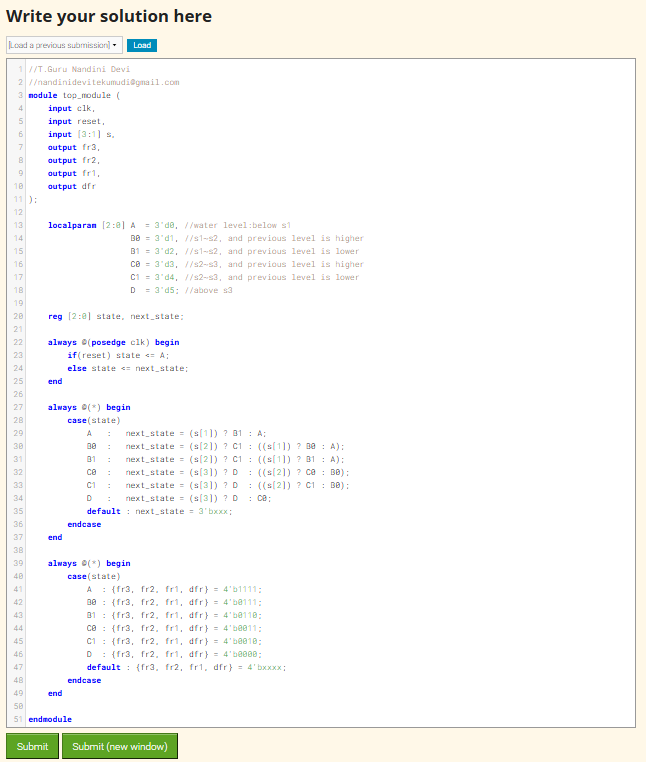 Write your solution here
[Load a previous submission]
Load
1 //T.Guru Nandini Devi
2 //nandinidevitekumudi@gmail.com
3 module top_module (
4 input clk,
5 input reset,
6 input [3:1] s,
7 output fr3,
8 output fr2,
9 output fr1,
10 output dfr
11 );
12
13 localparam [2:0] A = 3'd0, //water level:below s1
14 B0 = 3'd1, //s1~s2, and previous level is higher
15 B1 = 3'd2, //s1~s2, and previous level is lower
16 C0 = 3'd3, //s2~s3, and previous level is higher
17 C1 = 3'd4, //s2~s3, and previous level is lower
18 D = 3'd5; //above s3
19
20 reg [2:0] state, next_state;
21
22 always @(posedge clk) begin
23 if(reset) state <= A;
24 else state <= next_state;
25 end
26
27 always @(*) begin
28 case(state)
29 A : next_state = (s[1]) ? B1 : A;
30 B0 : next_state = (s[2]) ? C1 : ((s[1]) ? B0 : A);
31 B1 : next_state = (s[2]) ? C1 : ((s[1]) ? B1 : A);
32 C0 : next_state = (s[3]) ? D : ((s[2]) ? C0 : B0);
33 C1 : next_state = (s[3]) ? D : ((s[2]) ? C1 : B0);
34 D : next_state = (s[3]) ? D : C0;
35 default : next_state = 3'bxxx;
36 endcase
37 end
38
39 always @(*) begin
40 case(state)
41 A : {fr3, fr2, fr1, dfr} = 4'b1111;
42 B0 : {fr3, fr2, fr1, dfr} = 4'b0111;
43 B1 : {fr3, fr2, fr1, dfr} = 4'b0110;
44 C0 : {fr3, fr2, fr1, dfr} = 4'b0011;
45 C1 : {fr3, fr2, fr1, dfr} = 4'b0010;
46 D : {fr3, fr2, fr1, dfr} = 4'b0000;
47 default : {fr3, fr2, fr1, dfr} = 4'bxxxx;
48 endcase
49 end
50
51 endmodule
Submit
Submit (new window)